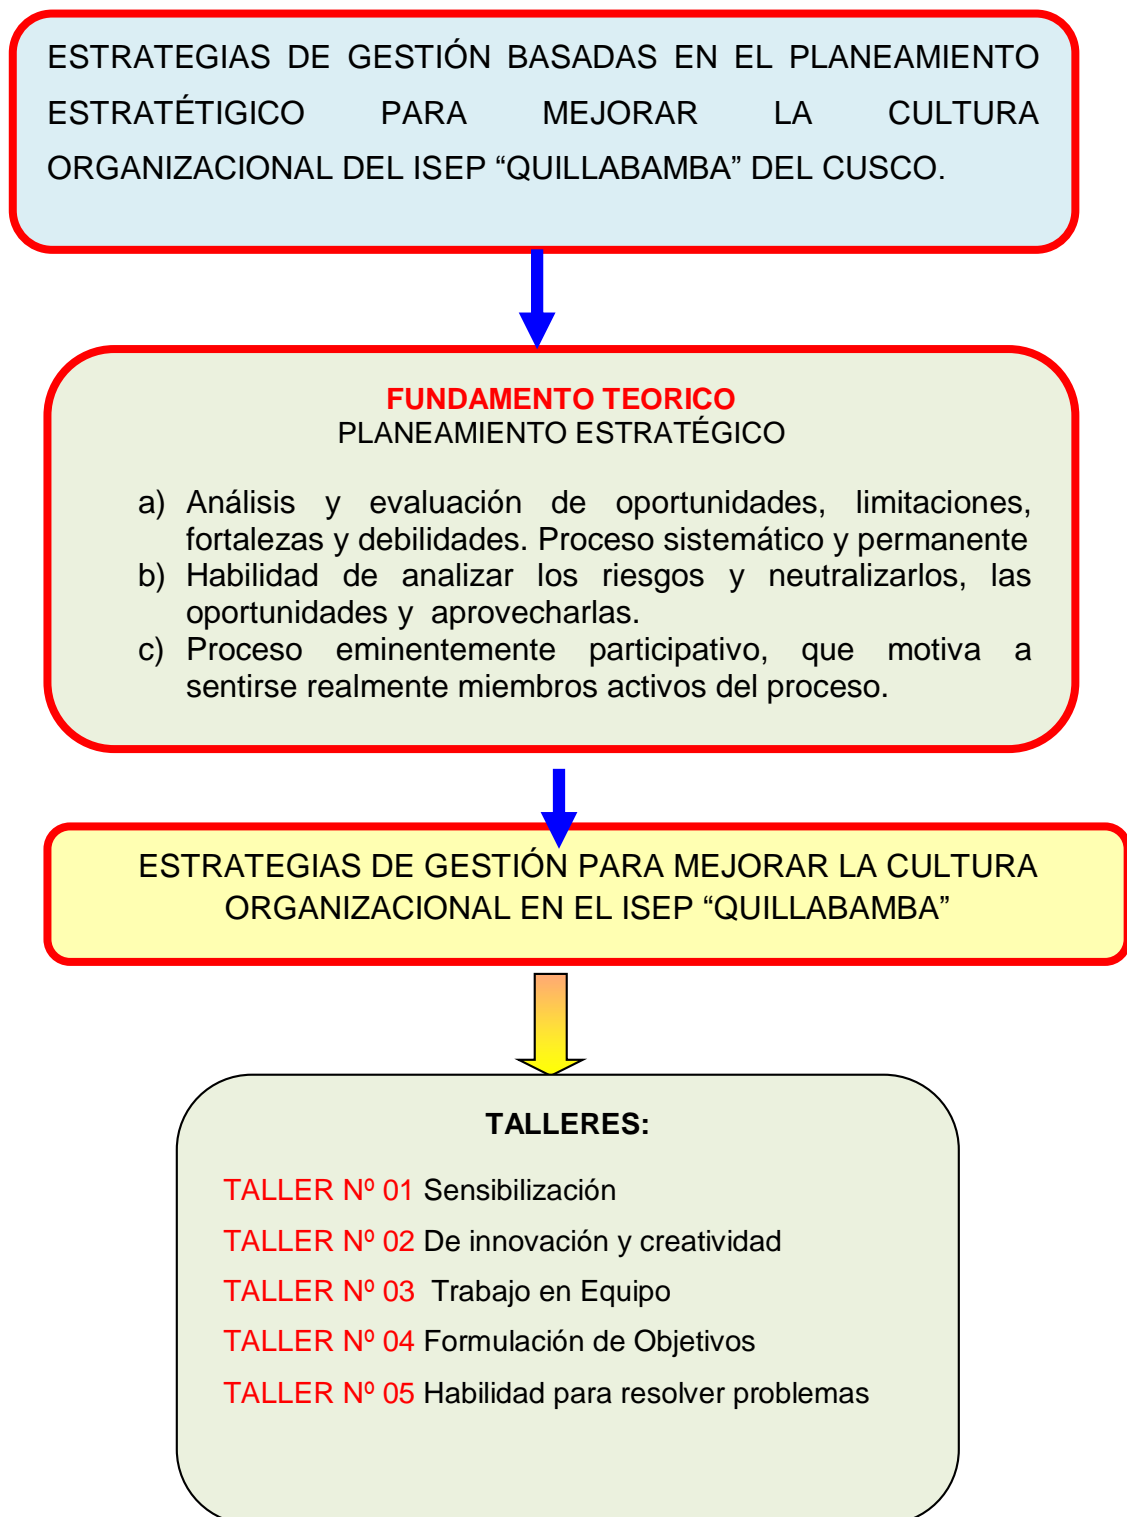 ESTRATEGIAS DE GESTIÓN BASADAS EN EL PLANEAMIENTO
ESTRATÉTIGICO PARA MEJORAR LA CULTURA
ORGANIZACIONAL DEL ISEP “QUILLABAMBA” DEL CUSCO.
FUNDAMENTO TEORICO
PLANEAMIENTO ESTRATÉGICO
a) Análisis y evaluación de oportunidades, limitaciones,
fortalezas y debilidades. Proceso sistemático y permanente
b) Habilidad de analizar los riesgos y neutralizarlos, las
oportunidades y aprovecharlas.
c) Proceso eminentemente participativo, que motiva a
sentirse realmente miembros activos del proceso.
ESTRATEGIAS DE GESTIÓN PARA MEJORAR LA CULTURA
ORGANIZACIONAL EN EL ISEP “QUILLABAMBA”
TALLERES:
TALLER Nº 01 Sensibilización
TALLER Nº 02 De innovación y creatividad
TALLER Nº 03 Trabajo en Equipo
TALLER Nº 04 Formulación de Objetivos
TALLER Nº 05 Habilidad para resolver problemas